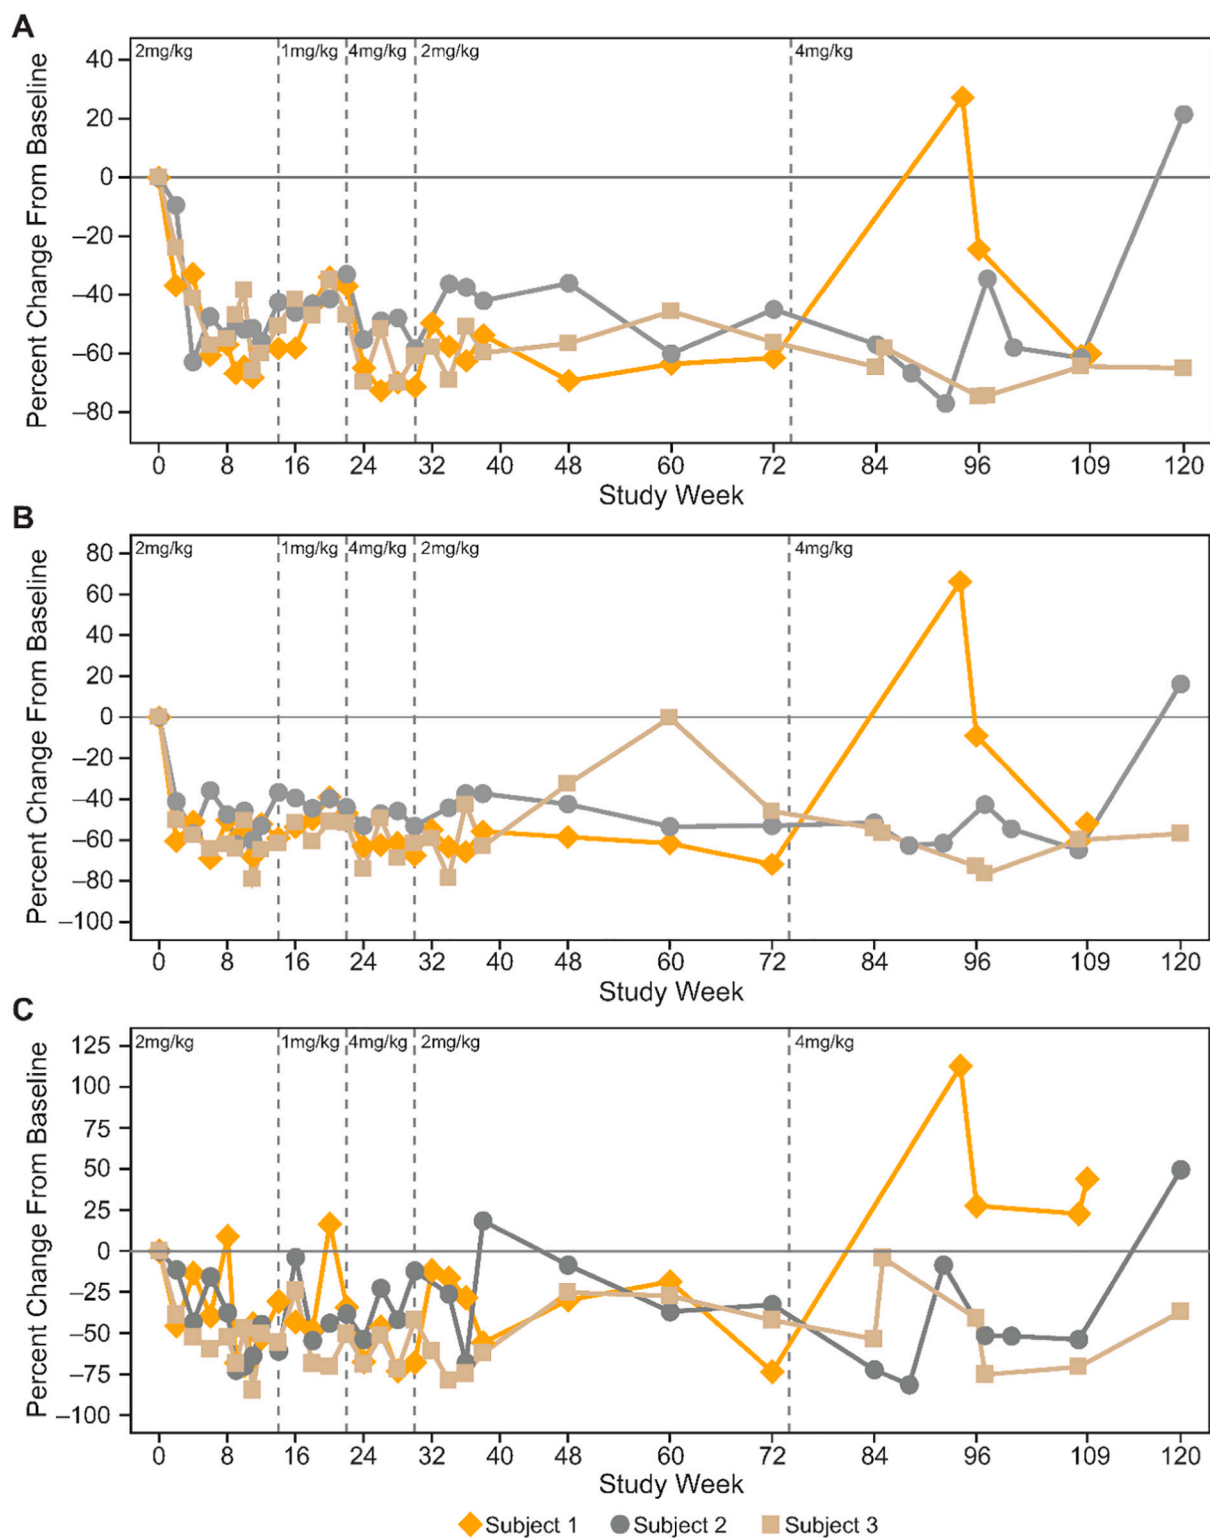 A
2mg/kg 1mg/kg 4mg/kg 2mg/kg 4mg/kg
Percent Change From Baseline
40
20
0
−20
−40
−60
−80
0 8 16 24 32 40 48 60 72 84 96 109 120
Study Week
B
2mg/kg 1mg/kg 4mg/kg 2mg/kg 4mg/kg
Percent Change From Baseline
80
60
40
20
0
−20
−40
−60
−80
−100
0 8 16 24 32 40 48 60 72 84 96 109 120
Study Week
C
2mg/kg 1mg/kg 4mg/kg 2mg/kg 4mg/kg
Percent Change From Baseline
125
100
75
50
25
0
−25
−50
−75
−100
0 8 16 24 32 40 48 60 72 84 96 109 120
Study Week
Subject 1 Subject 2 Subject 3